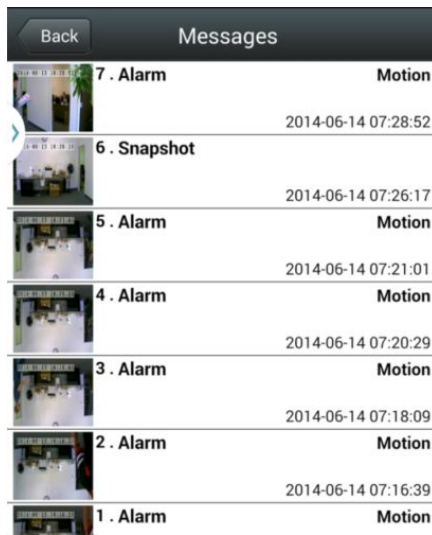 Back
Messages
7 . Alarm
Motion
2014-06-14 07:28:52
6 . Snapshot
2014-06-14 07:26:17
5 . Alarm
Motion
2014-06-14 07:21:01
4 . Alarm
Motion
2014-06-14 07:20:29
3 . Alarm
Motion
2014-06-14 07:18:09
2 . Alarm
Motion
2014-06-14 07:16:39
1 . Alarm
Motion